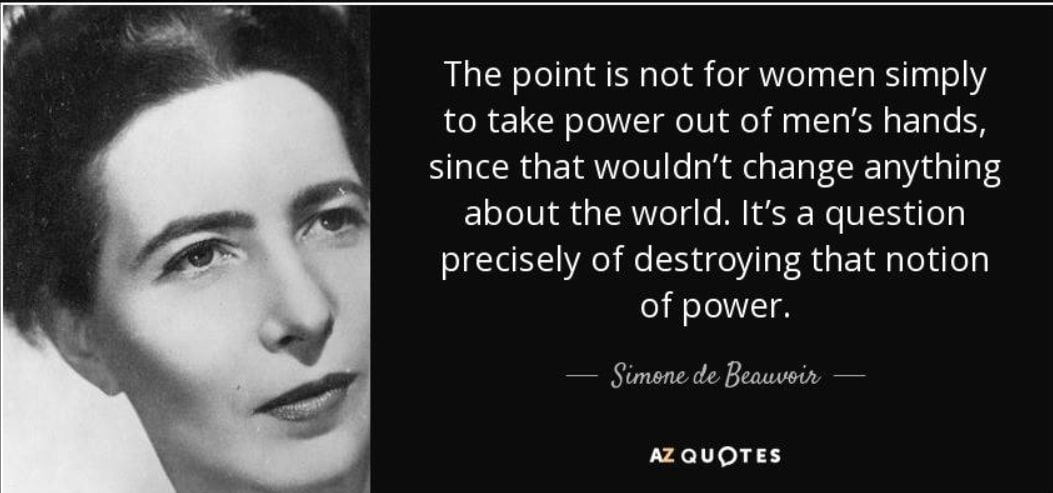 The point is not for women simply
to take power out of men’s hands,
since that wouldn’t change anything
about the world. It’s a question
precisely of destroying that notion
of power.
— Simone de Beauvoir —
AZ QUOTES